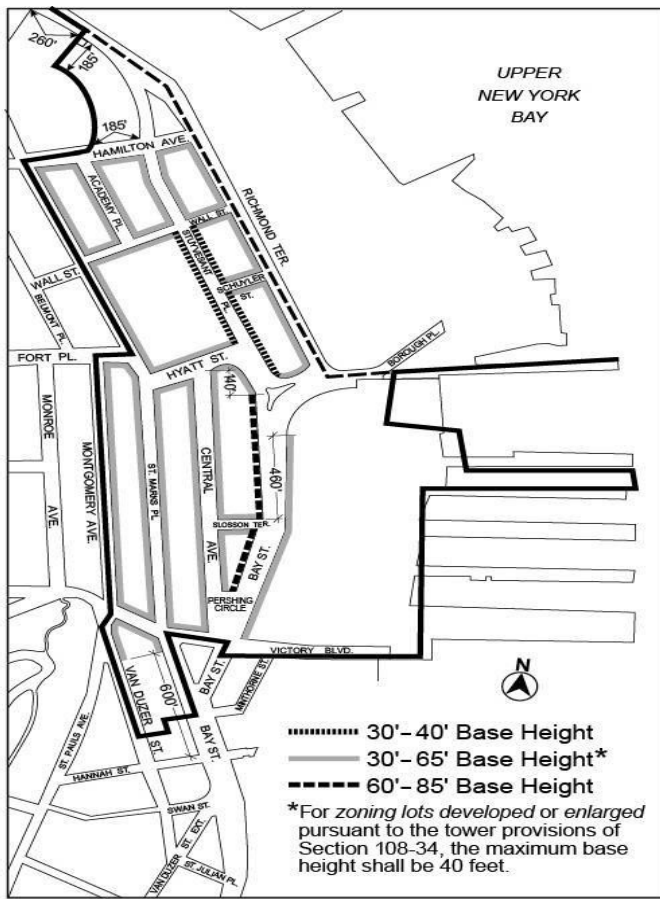 260'
185'
UPPER
NEW YORK
BAY
185'
HAMILTON AVE.
ACADEMY PL.
RICHMOND TER.
WALL ST.
STUYVESANT
PL.
SCHUYLER
ST.
WALL ST.
BELMONT PL.
BOROUGH PL.
FORT PL.
HYATT ST.
140'
MONROE
AVE.
MONTGOMERY AVE.
ST. MARKS PL.
CENTRAL
AVE.
460'
SLOSSON TER.
BAY ST.
PERSHING
CIRCLE
VICTORY BLVD.
N
VAN DUZER
ST.
600'
BAY ST.
MINTHORNE ST.
BAY ST.
ST. PAULS AVE.
HANNAH ST.
SWAN ST.
VAN DUZER
ST. EXT.
ST. JULIAN PL.
30'–40' Base Height
30'–65' Base Height*
60'–85' Base Height
*For zoning lots developed or enlarged
pursuant to the tower provisions of
Section 108-34, the maximum base
height shall be 40 feet.